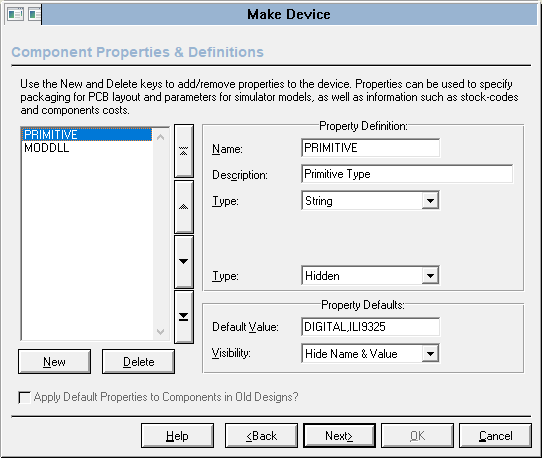 Make Device
Component Properties & Definitions
Use the New and Delete keys to add/remove properties to the device. Properties can be used to specify
packaging for PCB layout and parameters for simulator models, as well as information such as stock-codes
and components costs.
PRIMITIVE
MODDLL
Property Definition:
Name: PRIMITIVE
Description: Primitive Type
Type: String
Type: Hidden
Property Defaults:
Default Value: DIGITAL,ILI9325
Visibility: Hide Name & Value
New Delete
Apply Default Properties to Components in Old Designs?
Help <Back Next> OK Cancel